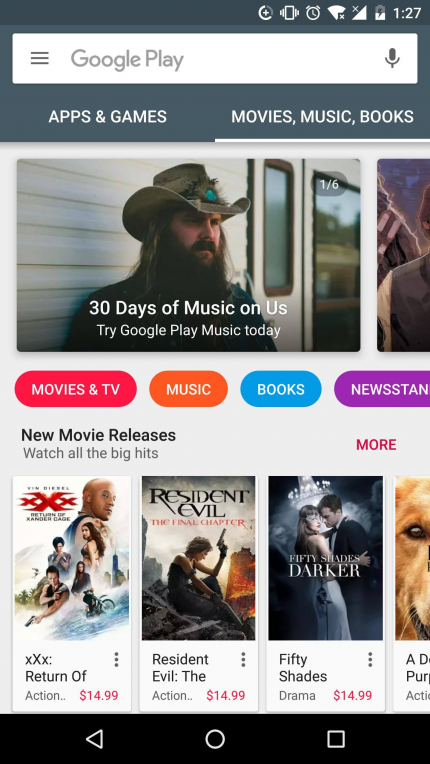 1:27
Google Play
APPS & GAMES
MOVIES, MUSIC, BOOKS
1/6
30 Days of Music on Us
Try Google Play Music today
MOVIES & TV
MUSIC
BOOKS
NEWSSTAN
New Movie Releases
Watch all the big hits
MORE
VIN DIESEL
xXx
RETURN OF
XANDER CAGE
RESIDENT
EVIL
THE FINAL CHAPTER
FIFTY SHADES
DARKER
xXx:
Return Of
Action..
$14.99
Resident
Evil: The
Action..
$14.99
Fifty
Shades
Drama
$14.99
A D
Pur
Actio